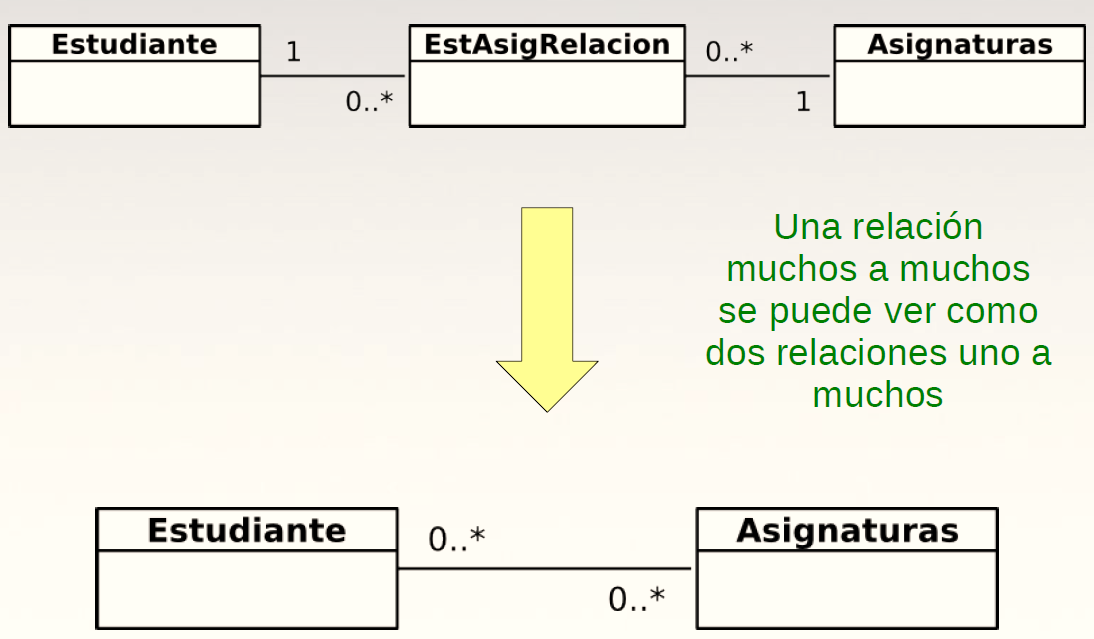 Estudiante
1
0..*
EstAsigRelacion
0..*
1
Asignaturas
Una relación
muchos a muchos
se puede ver como
dos relaciones uno a
muchos
Estudiante
0..*
0..*
Asignaturas